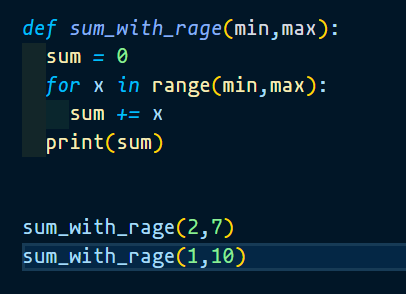 def sum_with_rage(min,max):
  sum = 0
  for x in range(min,max):
    sum += x
  print(sum)
sum_with_rage(2,7)
sum_with_rage(1,10)